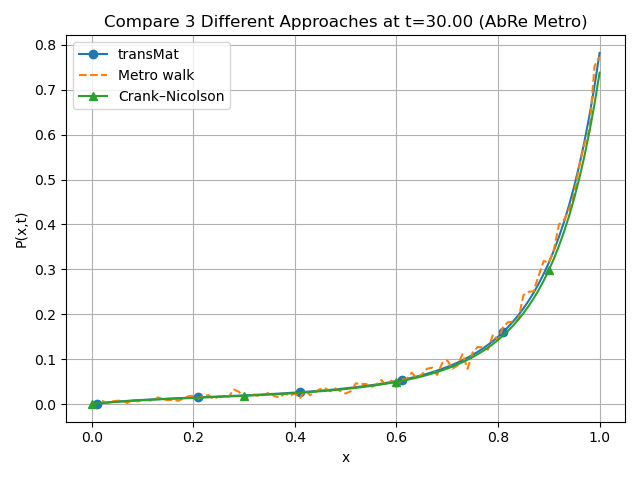 Compare 3 Different Approaches at t=30.00 (AbRe Metro)
transMat
Metro walk
Crank–Nicolson
P(x,t)
0.8
0.7
0.6
0.5
0.4
0.3
0.2
0.1
0.0
0.0 0.2 0.4 0.6 0.8 1.0
x